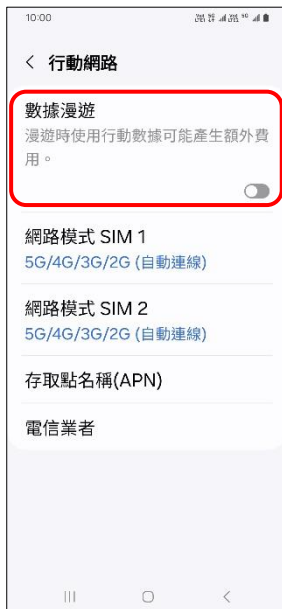 10:00
行動網路
數據漫遊
漫遊時使用行動數據可能產生額外費
用。
網路模式 SIM 1
5G/4G/3G/2G (自動連線)
網路模式 SIM 2
5G/4G/3G/2G (自動連線)
存取點名稱(APN)
電信業者